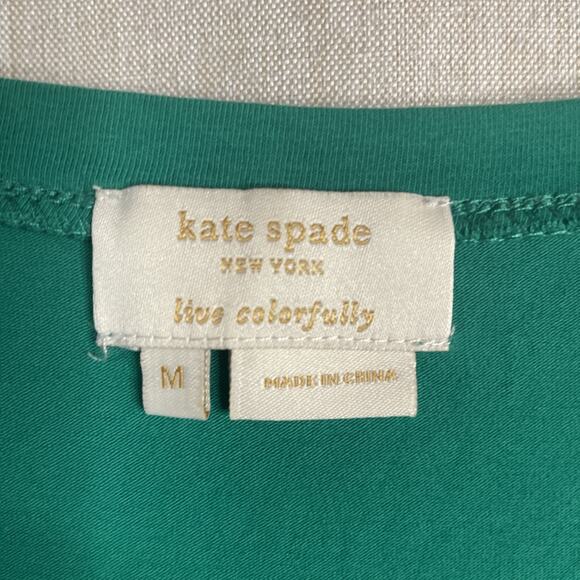 kate spade
NEW YORK
live colorfully
M
MADE IN CHINA